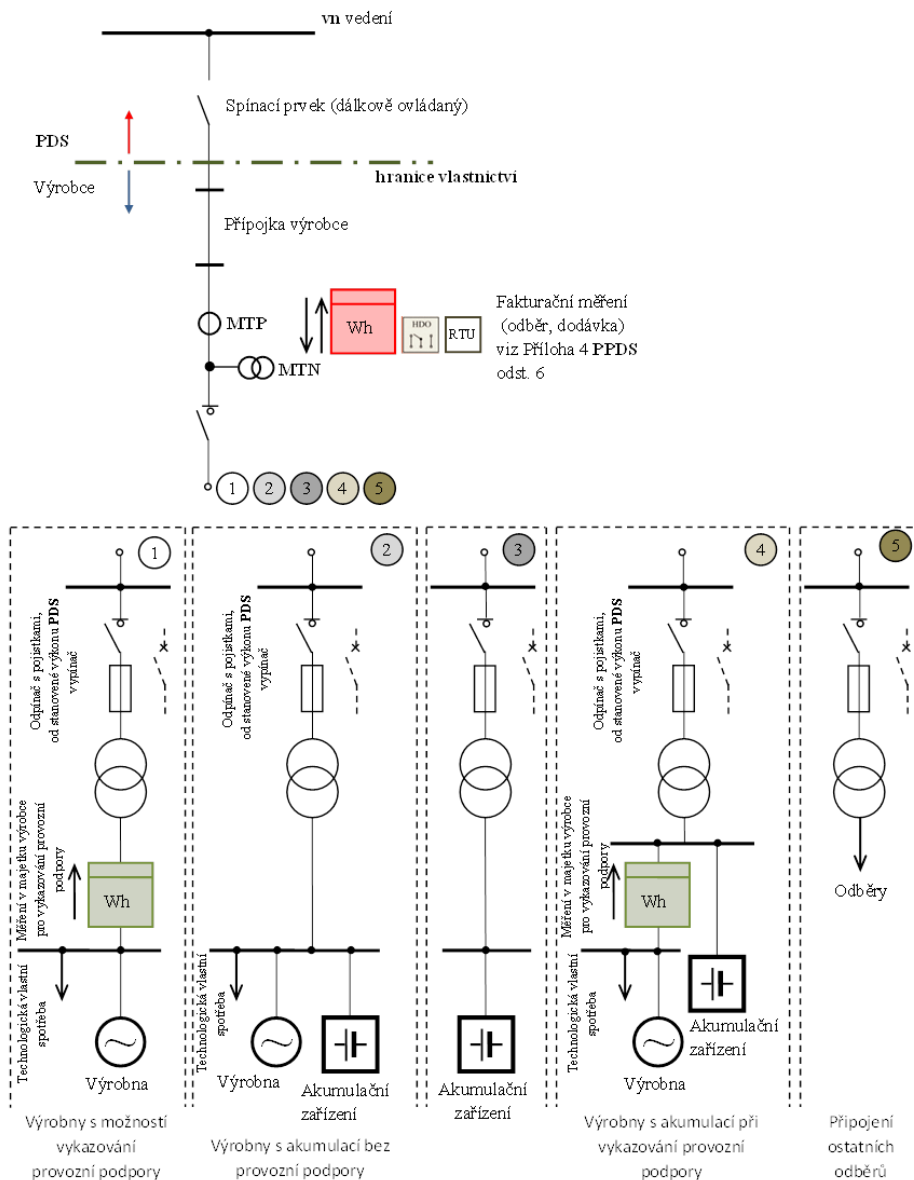 vn vedení
Spínací prvek (dálkově ovládaný)
PDS
hranice vlastnictví
Výrobce
Přípojka výrobce
MTP
Wh
HDO
RTU
Fakturační měření
(odběr, dodávka)
viz Příloha 4 PPDS
odst. 6
MTN
1
2
3
4
5
1
Odpínač s pojistkami,
od stanovené výkonu PDS
vypínač
Měření v majetku výrobce
pro vykazování provozní
podpory
Wh
Technologická vlastní
spotřeba
Výrobna
Výrobny s možností
vykazování
provozní podpory
2
Odpínač s pojistkami,
od stanovené výkonu PDS
vypínač
Technologická vlastní
spotřeba
Výrobna
Akumulační
zařízení
Výrobny s akumulací bez
provozní podpory
3
Akumulační
zařízení
4
Odpínač s pojistkami,
od stanovené výkonu PDS
vypínač
Měření v majetku výrobce
pro vykazování provozní
podpory
Wh
Technologická vlastní
spotřeba
Výrobna
Akumulační
zařízení
Výrobny s akumulací při
vykazování provozní
podpory
5
Odběry
Připojení
ostatních
odběrů